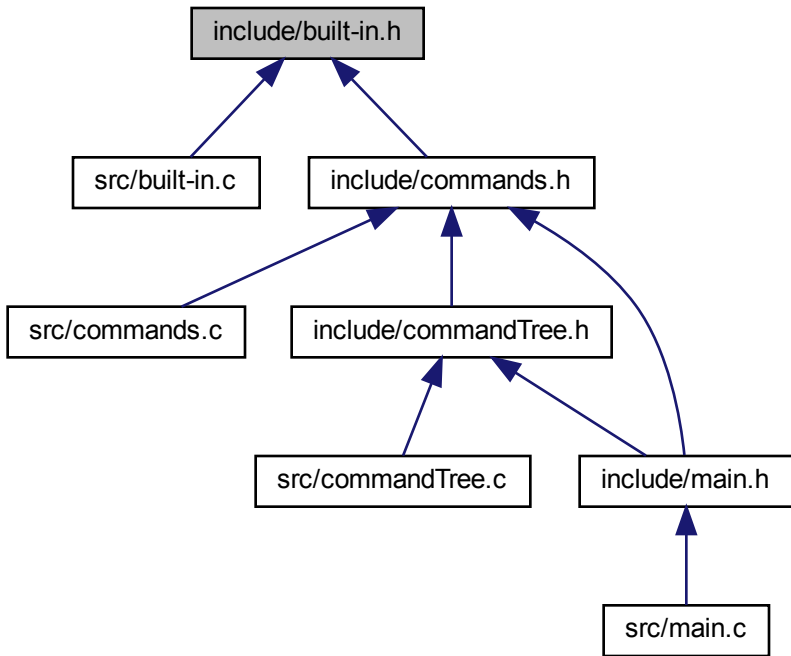 include/built-in.h
src/built-in.c
include/commands.h
src/commands.c
include/commandTree.h
src/commandTree.c
include/main.h
src/main.c